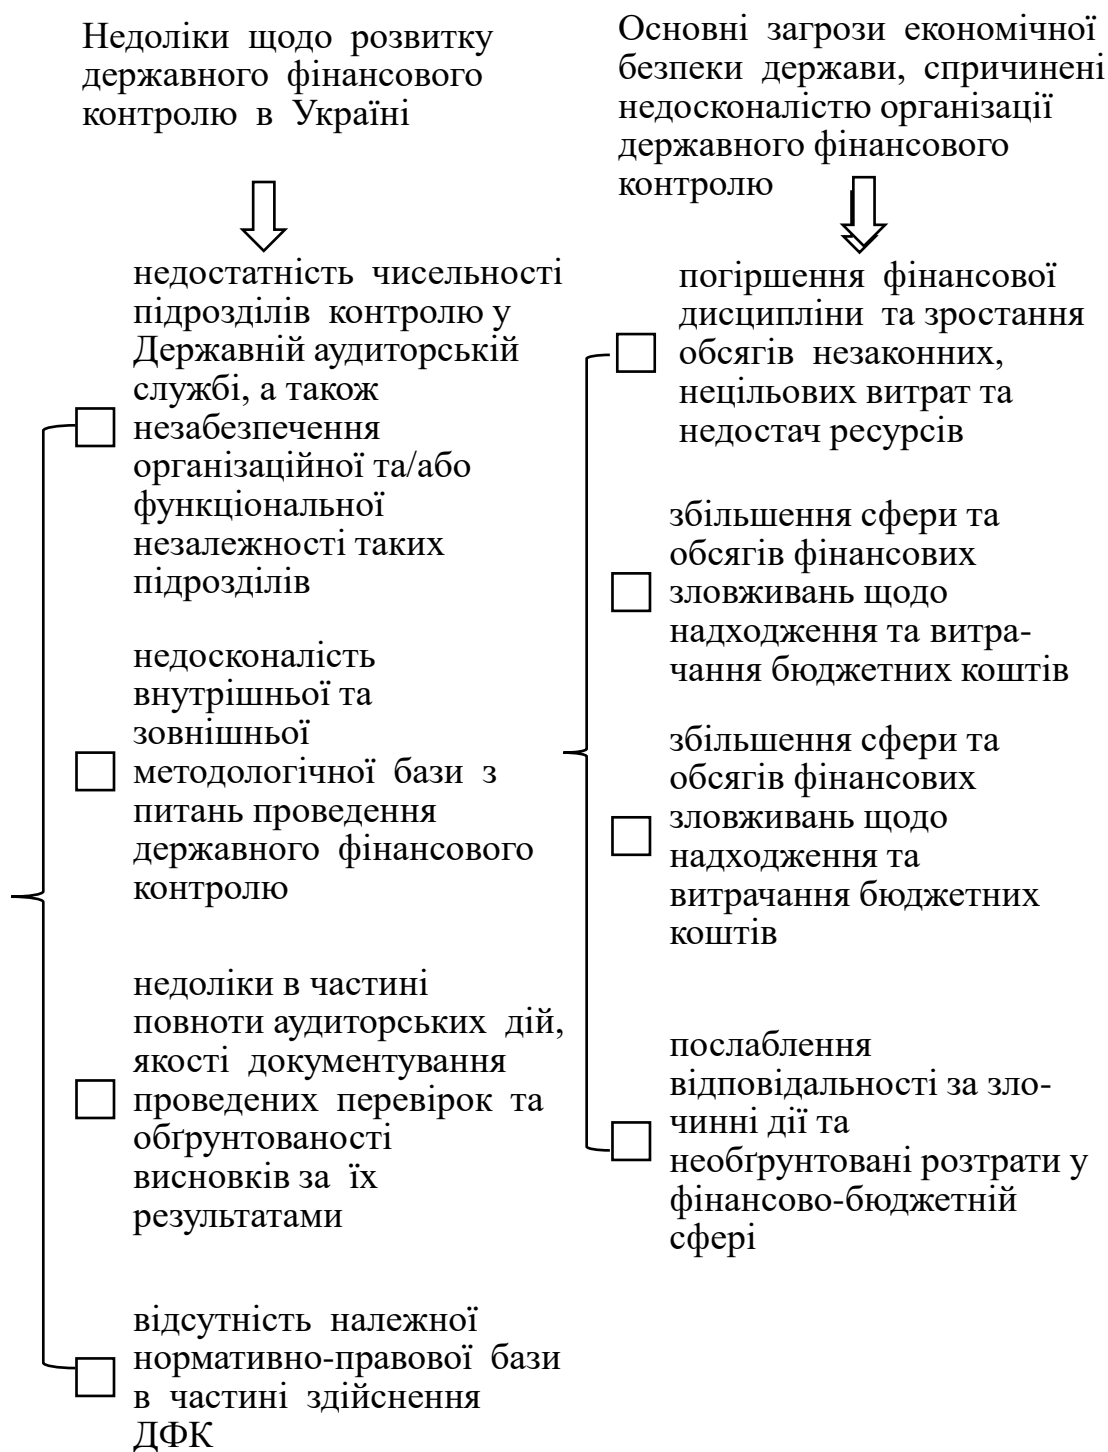 Недоліки щодо розвитку
державного фінансового
контролю в Україні
недостатність чисельності
підрозділів контролю у
Державній аудиторській
службі, а також
незабезпечення
організаційної та/або
функціональної
незалежності таких
підрозділів
недосконалість
внутрішньої та
зовнішньої
методологічної бази з
питань проведення
державного фінансового
контролю
недоліки в частині
повноти аудиторських дій,
якості документування
проведених перевірок та
обґрунтованості
висновків за їх
результатами
відсутність належної
нормативно-правової бази
в частині здійснення
ДФК
Основні загрози економічної
безпеки держави, спричинені
недосконалістю організації
державного фінансового
контролю
погіршення фінансової
дисципліни та зростання
обсягів незаконних,
нецільових витрат та
недостач ресурсів
збільшення сфери та
обсягів фінансових
зловживань щодо
надходження та витра-
чання бюджетних коштів
збільшення сфери та
обсягів фінансових
зловживань щодо
надходження та
витрачання бюджетних
коштів
послаблення
відповідальності за зло-
чинні дії та
необґрунтовані розтрати у
фінансово-бюджетній
сфері